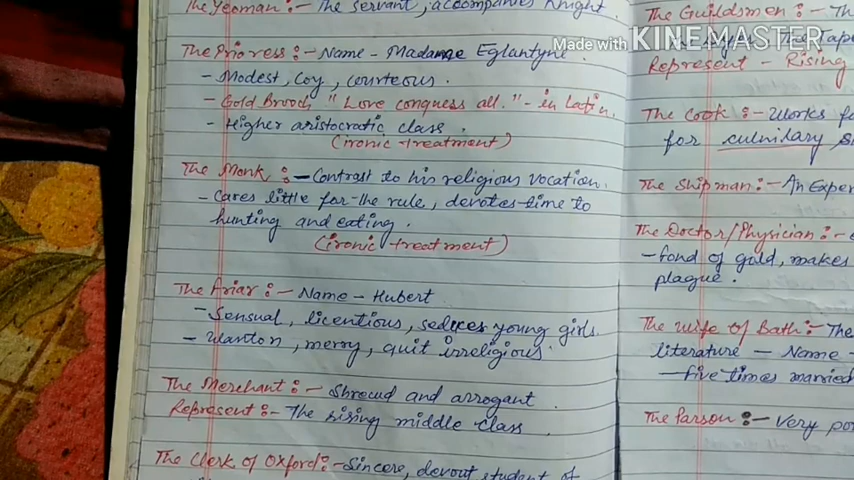 The Yeoman :- The servant, accompanies Knight.
The Prioress :- Name - Madame Eglantyne.
- Modest, Coy, courteous.
- Gold Brooch "Love conquess all." - in Latin.
- Higher aristocratic class.
(ironic treatment)
The Monk :- Contrast to his religious vocation.
- Cares little for the rule, devotes time to
hunting and eating.
(ironic treatment)
The Friar :- Name - Hubert
- Sensual, licentious, seduces young girls.
- Wanton, merry, quit irreligious.
The Merchant :- Shrewd and arrogant
Represent :- The rising middle class
The Clerk of Oxford :- Sincere, devout student of
The Guildsmen :- Th
Made with KINEMASTER
Represent - Rising
The Cook :- Works fo
for culnilary s
The Shipman :- An Exper
The Doctor/Physician :-
- fond of gold, makes
plague.
The Wife of Bath :- The
literature - Name -
- five times married
The Parson :- Very po